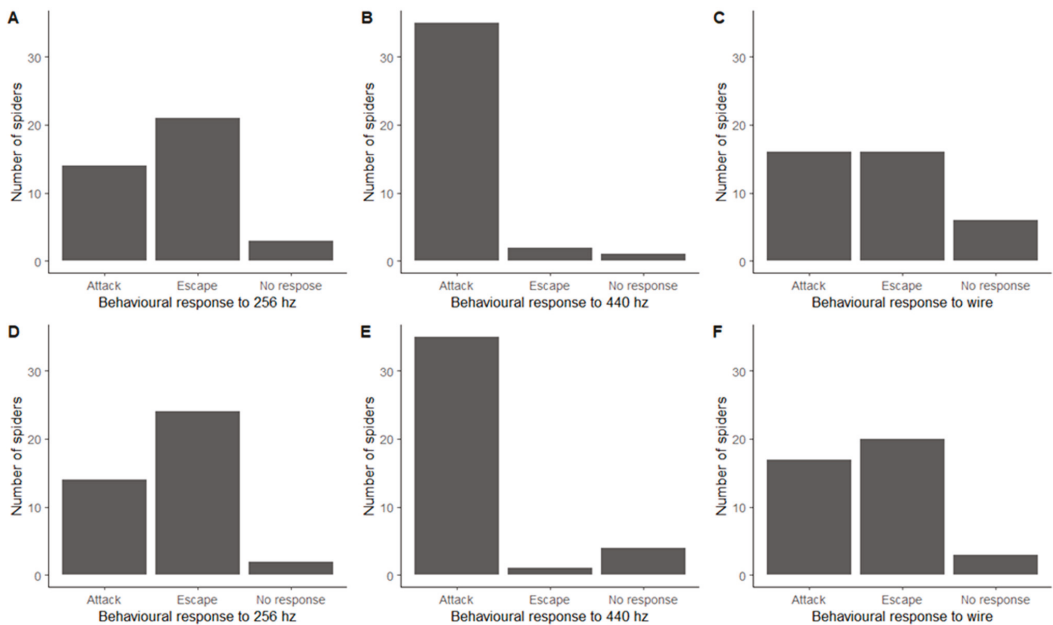 A
B
C
Number of spiders
30
20
10
0
Attack
Escape
No respose
Behavioural response to 256 hz
Number of spiders
30
20
10
0
Attack
Escape
No response
Behavioural response to 440 hz
Number of spiders
30
20
10
0
Attack
Escape
No response
Behavioural response to wire
D
E
F
Number of spiders
30
20
10
0
Attack
Escape
No response
Behavioural response to 256 hz
Number of spiders
30
20
10
0
Attack
Escape
No response
Behavioural response to 440 hz
Number of spiders
30
20
10
0
Attack
Escape
No response
Behavioural response to wire